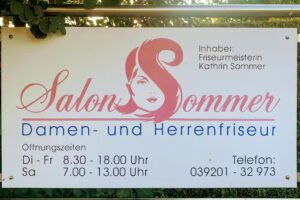 Inhaber:
Friseurmeisterin
Kathrin Sommer
Salon Sommer
Damen- und Herrenfriseur
Öffnungszeiten
Di - Fr 8.30 - 18.00 Uhr
Telefon:
Sa 7.00 - 13.00 Uhr
039201 - 32 973